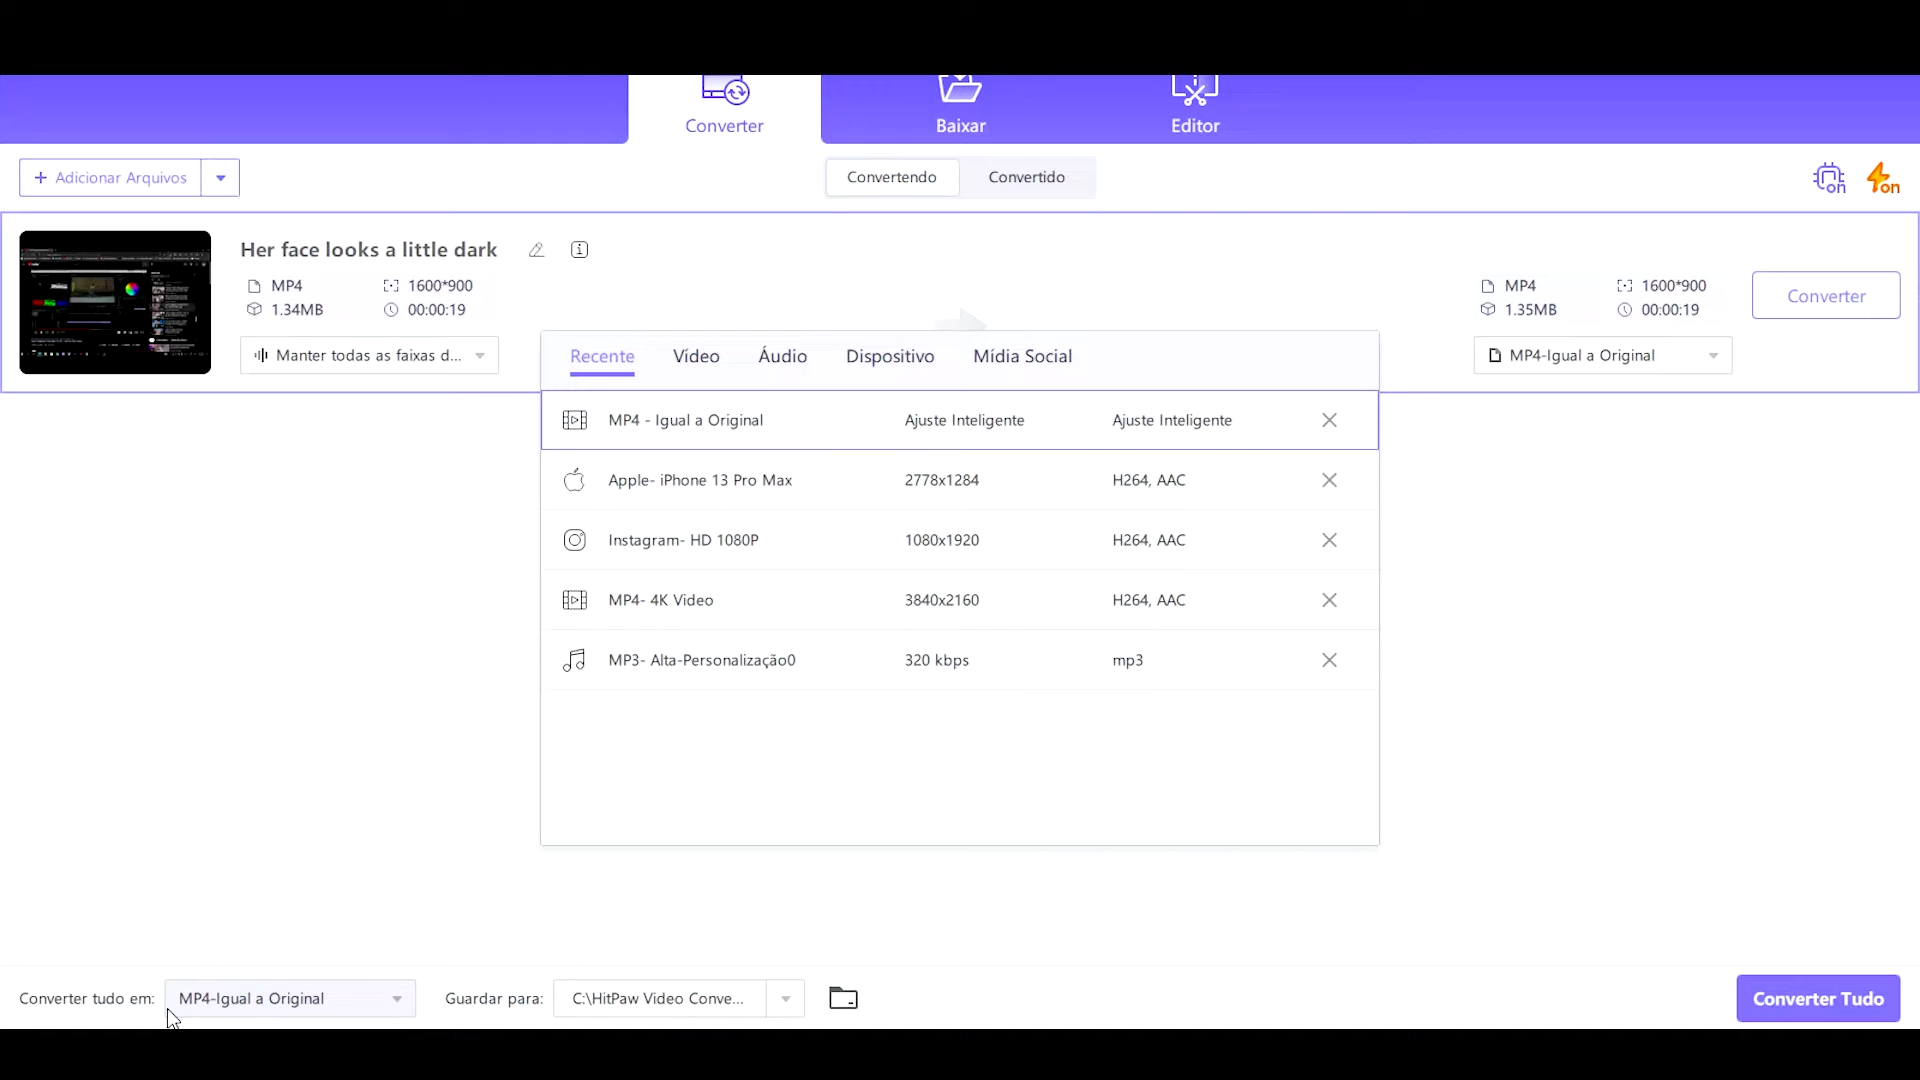 Converter
Baixar
Editor
+ Adicionar Arquivos
Convertendo
Convertido
on
on
Her face looks a little dark
MP4
1600*900
1.34MB
00:00:19
Manter todas as faixas d...
MP4
1600*900
1.35MB
00:00:19
MP4-Igual a Original
Converter
Recente
Vídeo
Áudio
Dispositivo
Mídia Social
MP4 - Igual a Original Ajuste Inteligente Ajuste Inteligente
Apple- iPhone 13 Pro Max 2778x1284 H264, AAC
Instagram- HD 1080P 1080x1920 H264, AAC
MP4- 4K Video 3840x2160 H264, AAC
MP3- Alta-Personalização0 320 kbps mp3
Converter tudo em: MP4-Igual a Original
Guardar para: C:\HitPaw Video Conve...
Converter Tudo